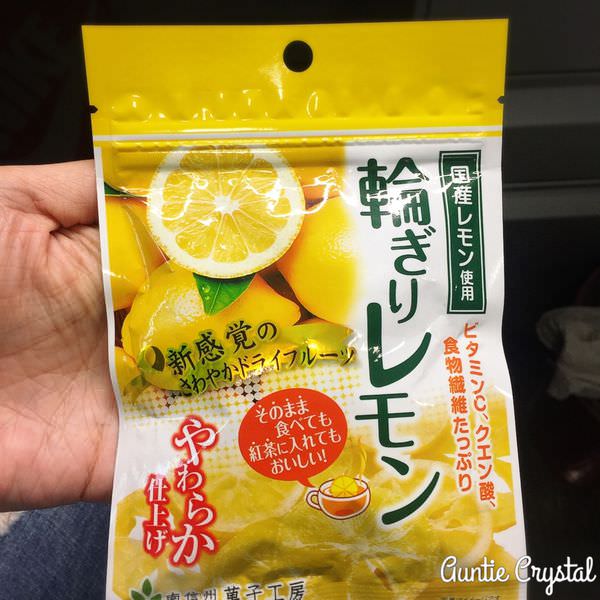 国産レモン使用
輪ぎりレモン
ビタミンC、クエン酸、
食物繊維たっぷり
新感覚の
さわやかドライフルーツ
そのまま
食べても
紅茶に入れても
おいしい!
やわらか
仕上げ
南信州 菓子工房
Auntie Crystal